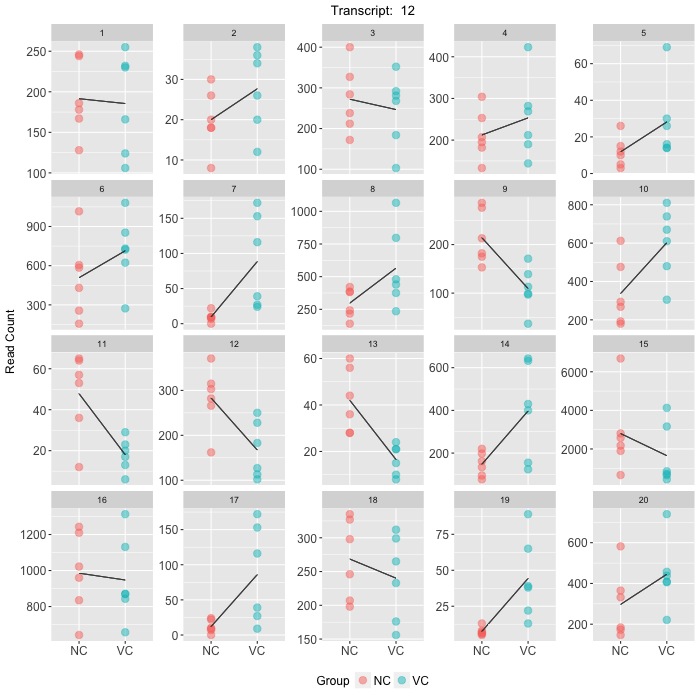 Transcript: 12
1 2 3 4 5
250 200 150 100
30 20 10
400 300 200 100
400 300 200
60 40 20 0
6 7 8 9 10
900 600 300
150 100 50 0
1000 750 500 250
200 100
800 600 400 200
Read Count
11 12 13 14 15
60 40 20
300 200 100
60 40 20
600 400 200
6000 4000 2000
16 17 18 19 20
1200 1000 800
150 100 50 0
350 300 250 200 150
75 50 25
600 400 200
NC VC NC VC NC VC NC VC NC VC
Group NC VC